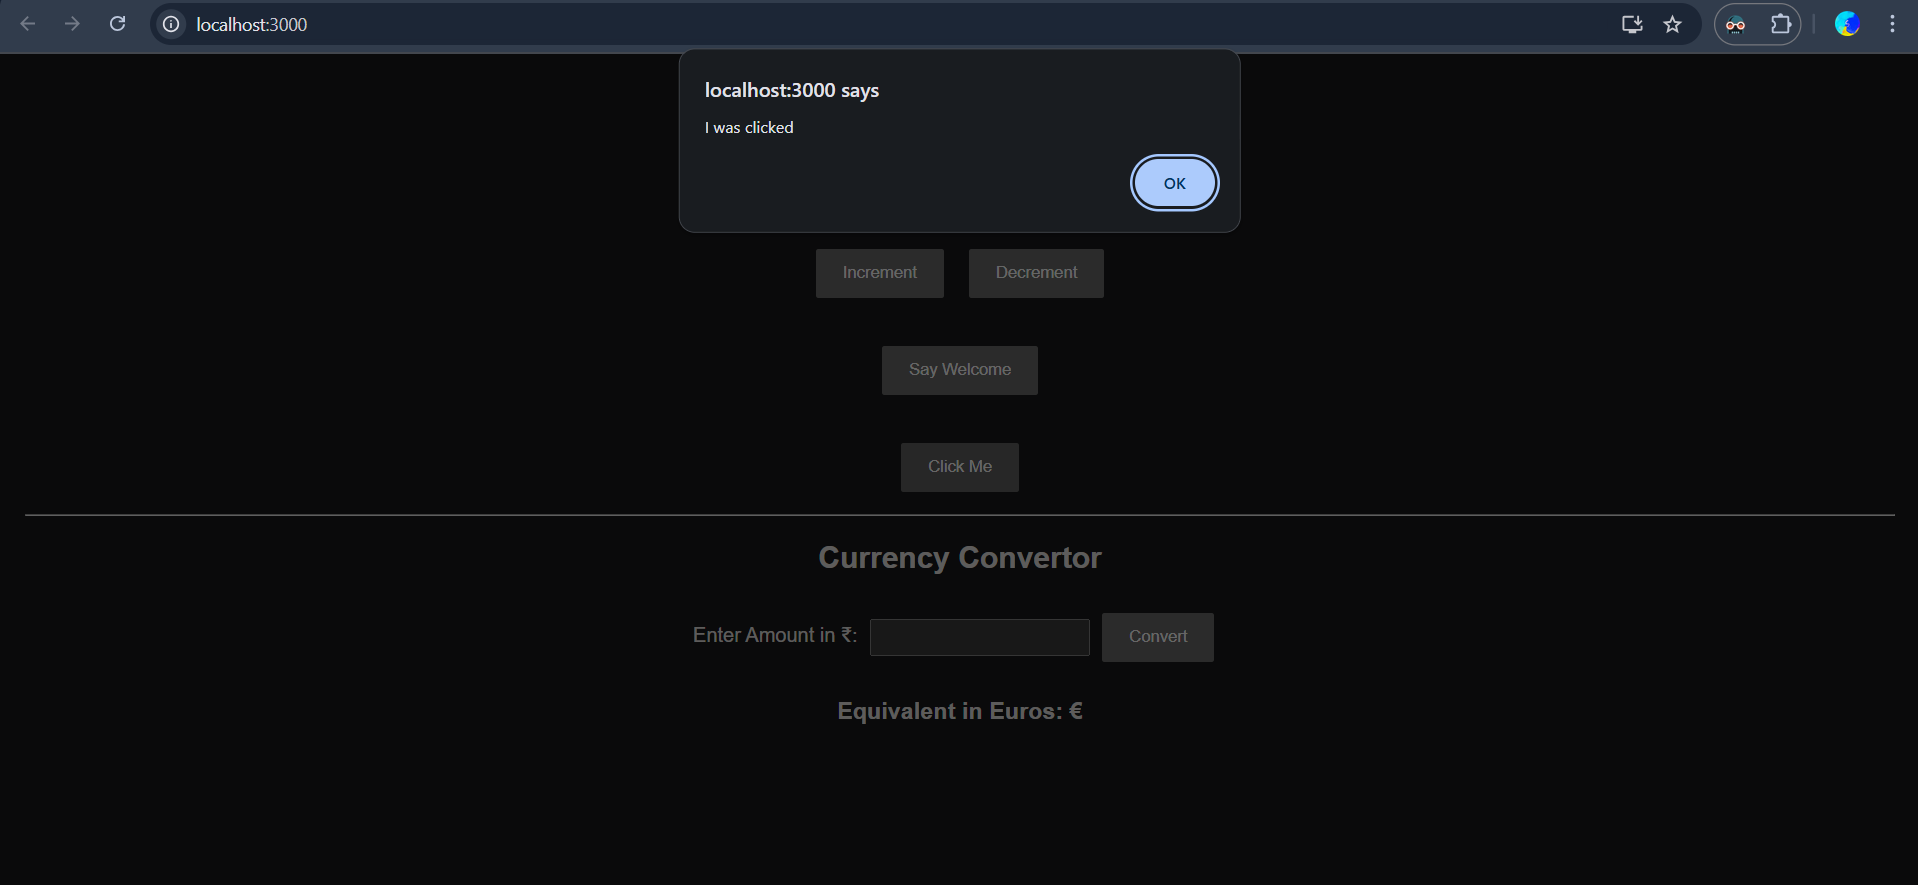 localhost:3000
localhost:3000 says
I was clicked
OK
Increment Decrement
Say Welcome
Click Me
Currency Convertor
Enter Amount in ₹: Convert
Equivalent in Euros: €